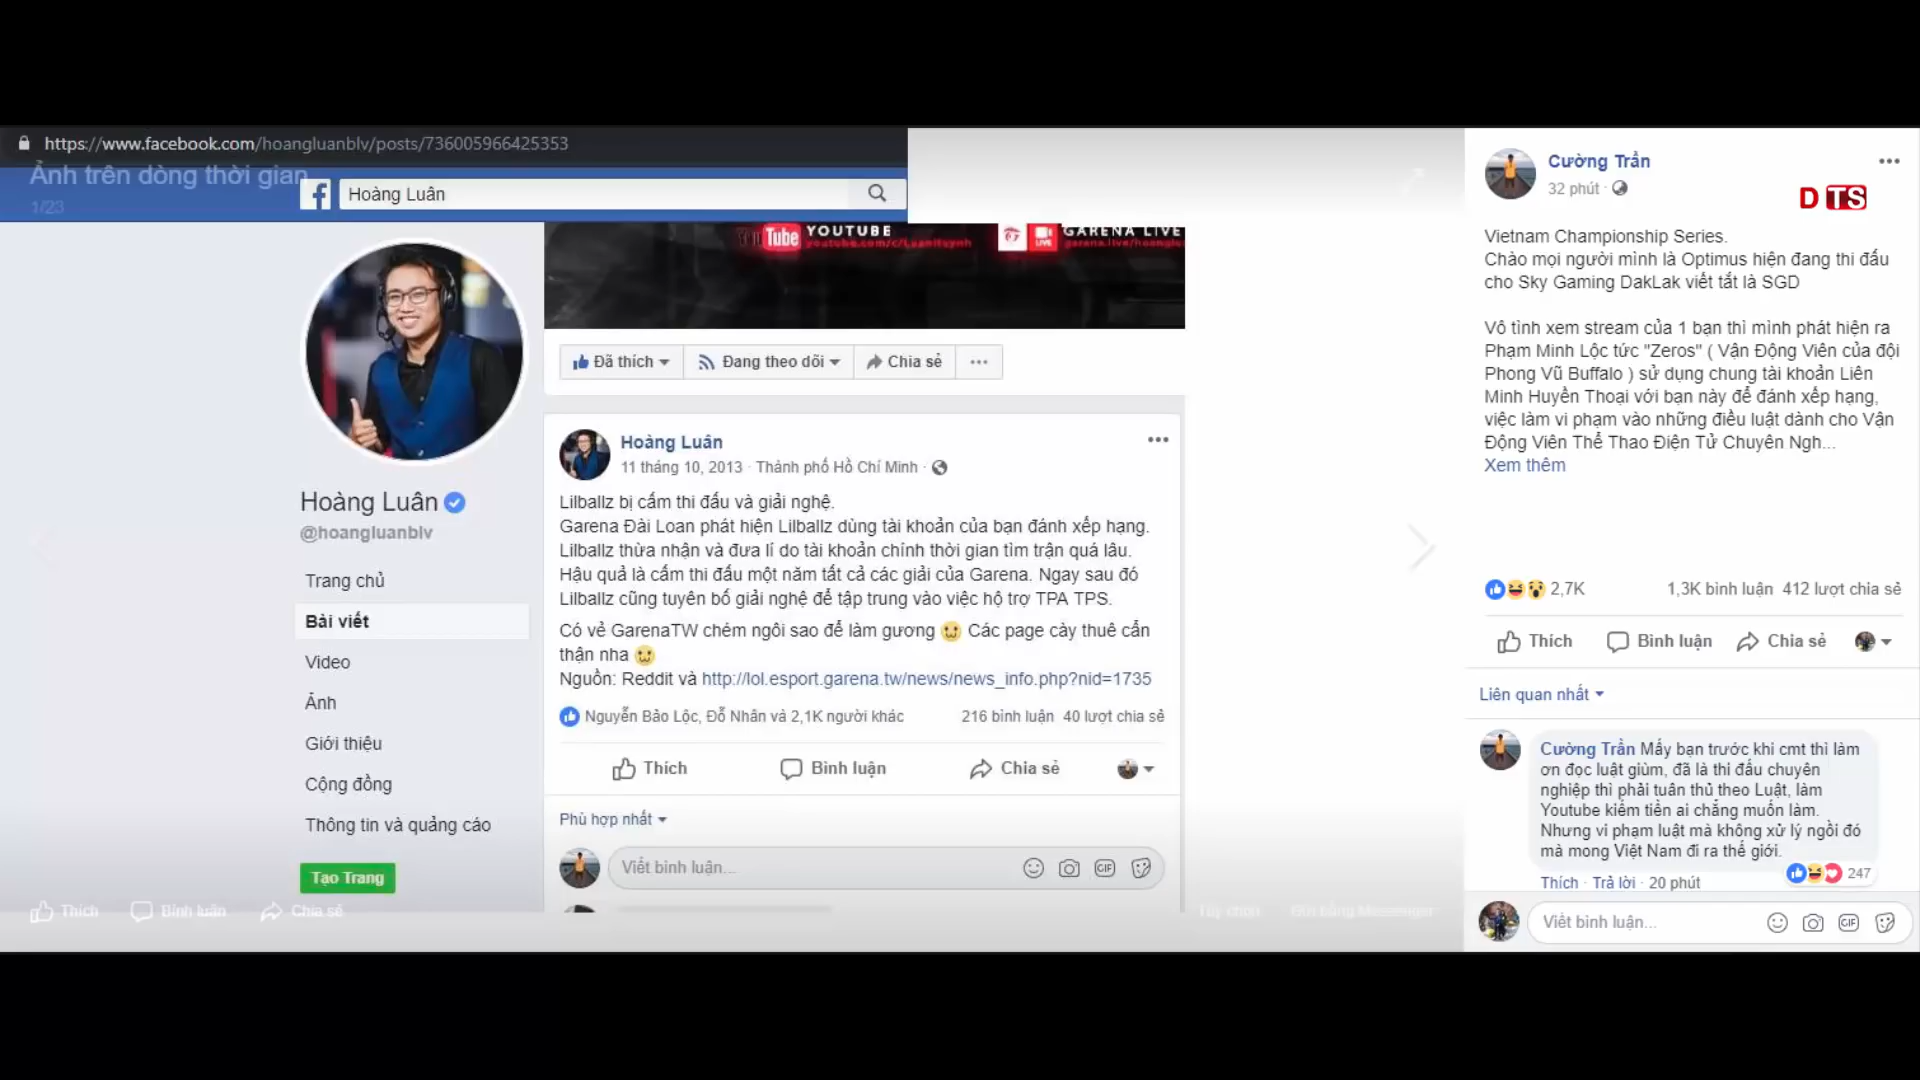 https://www.facebook.com/hoangluanblv/posts/736005966425353
Ảnh trên dòng thời gian
1/23
Hoàng Luân
YouTube YOUTUBE
GARENA LIVE
LIVE
Đã thích
Đang theo dõi
Chia sẻ
Hoàng Luân
@hoangluanblv
Trang chủ
Bài viết
Video
Ảnh
Giới thiệu
Cộng đồng
Thông tin và quảng cáo
Tạo Trang
Thích
Bình luận
Chia sẻ
Hoàng Luân
11 tháng 10, 2013 · Thành phố Hồ Chí Minh ·
Lilballz bị cấm thi đấu và giải nghệ.
Garena Đài Loan phát hiện Lilballz dùng tài khoản của bạn đánh xếp hạng.
Lilballz thừa nhận và đưa lí do tài khoản chính thời gian tìm trận quá lâu.
Hậu quả là cấm thi đấu một năm tất cả các giải của Garena. Ngay sau đó
Lilballz cũng tuyên bố giải nghệ để tập trung vào việc hộ trợ TPA TPS.
Có vẻ GarenaTW chém ngôi sao để làm gương Các page cày thuê cẩn
thận nha
Nguồn: Reddit và http://lol.esport.garena.tw/news/news_info.php?nid=1735
Nguyễn Bảo Lộc, Đỗ Nhân và 2,1K người khác
216 bình luận 40 lượt chia sẻ
Thích
Bình luận
Chia sẻ
Phù hợp nhất
Viết bình luận...
GIF
Tùy chọn
Gửi bằng Messenger
Cường Trần
32 phút ·
D TS
Vietnam Championship Series.
Chào mọi người mình là Optimus hiện đang thi đấu
cho Sky Gaming DakLak viết tắt là SGD
Vô tình xem stream của 1 bạn thì mình phát hiện ra
Phạm Minh Lộc tức "Zeros" ( Vận Động Viên của đội
Phong Vũ Buffalo ) sử dụng chung tài khoản Liên
Minh Huyền Thoại với bạn này để đánh xếp hạng,
việc làm vi phạm vào những điều luật dành cho Vận
Động Viên Thể Thao Điện Tử Chuyên Ngh...
Xem thêm
2,7K
1,3K bình luận 412 lượt chia sẻ
Thích
Bình luận
Chia sẻ
Liên quan nhất
Cường Trần Mấy bạn trước khi cmt thì làm
ơn đọc luật giùm, đã là thi đấu chuyên
nghiệp thì phải tuân thủ theo Luật, làm
Youtube kiếm tiền ai chẳng muốn làm.
Nhưng vi phạm luật mà không xử lý ngồi đó
mà mong Việt Nam đi ra thế giới.
247
Thích · Trả lời · 20 phút
Viết bình luận...
GIF